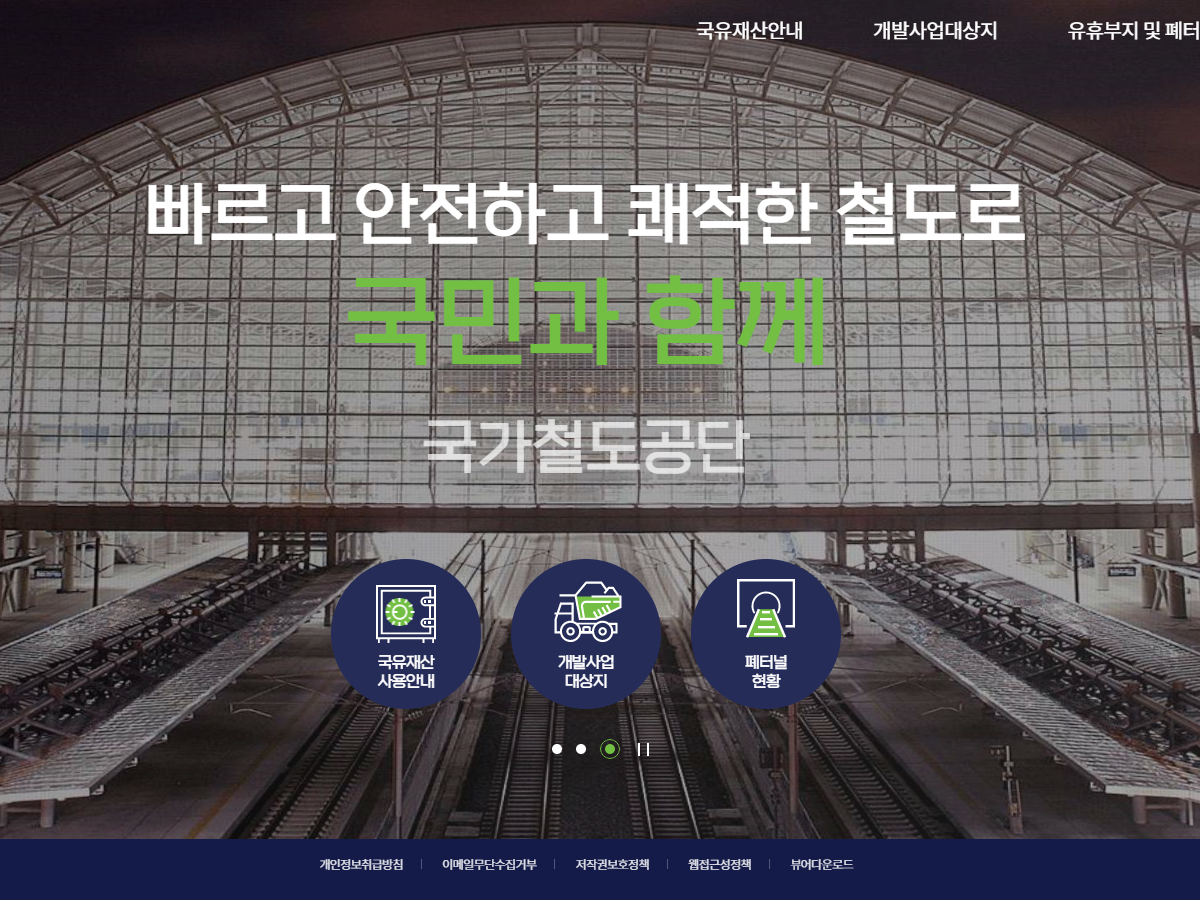 국유재산안내
개발사업대상지
유휴부지 및 폐터
빠르고 안전하고 쾌적한 철도로
국민과 함께
국가철도공단
국유재산
사용안내
개발사업
대상지
폐터널
현황
개인정보취급방침
이메일무단수집거부
저작권보호정책
웹접근성정책
뷰어다운로드